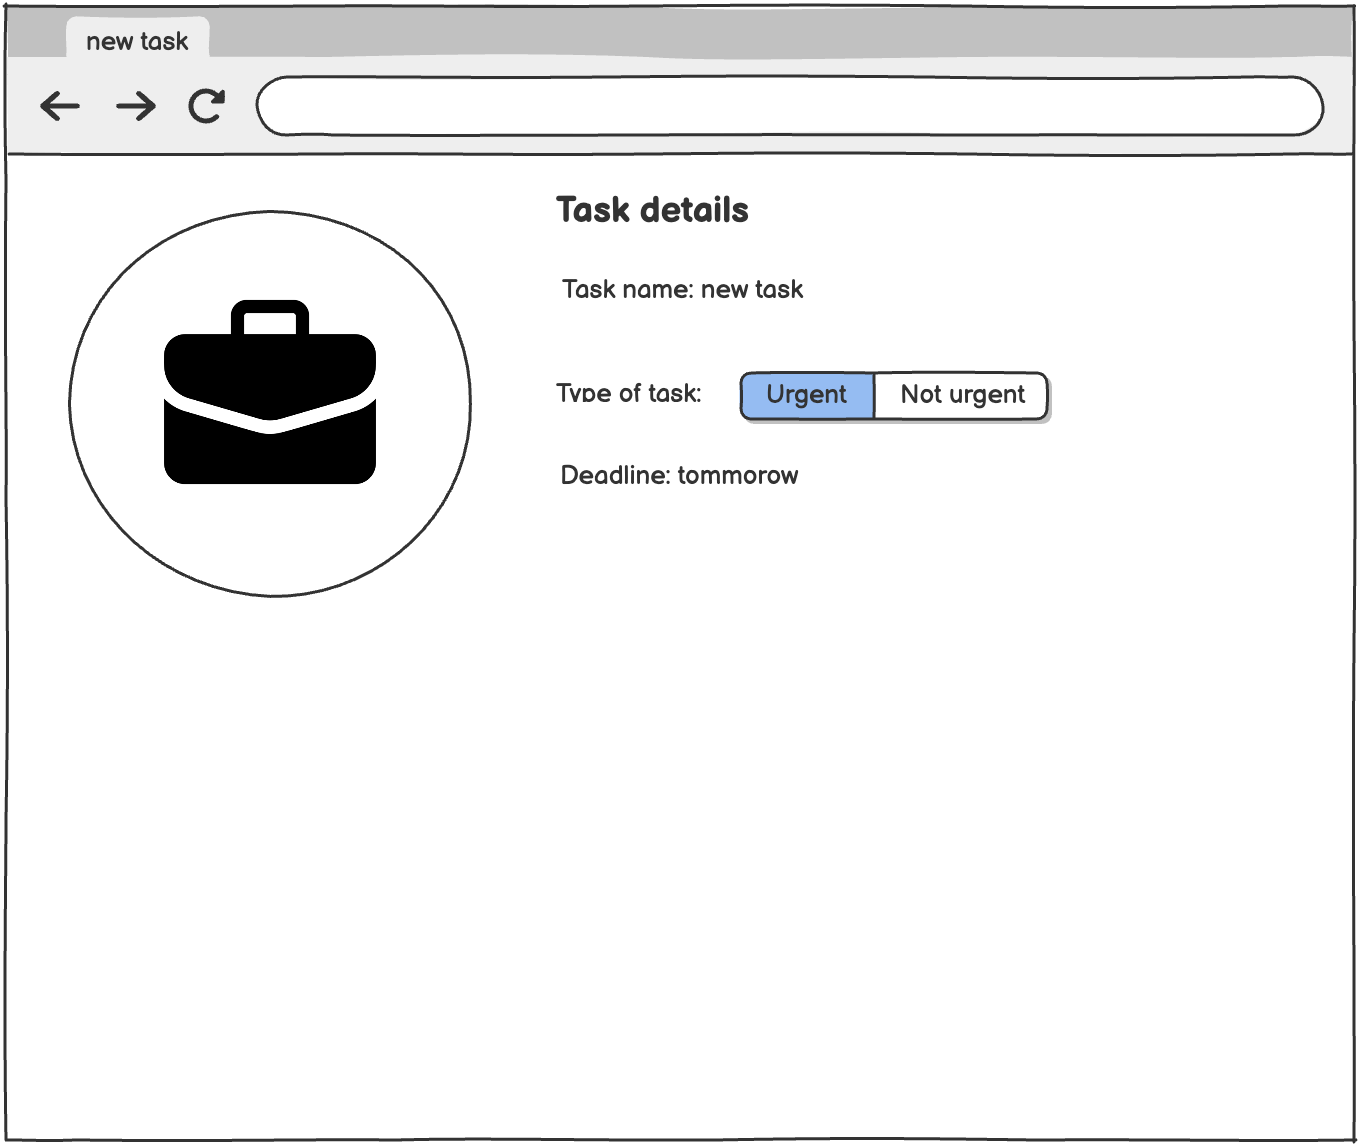 new task
Task details
Task name: new task
Type of task: Urgent Not urgent
Deadline: tommorow